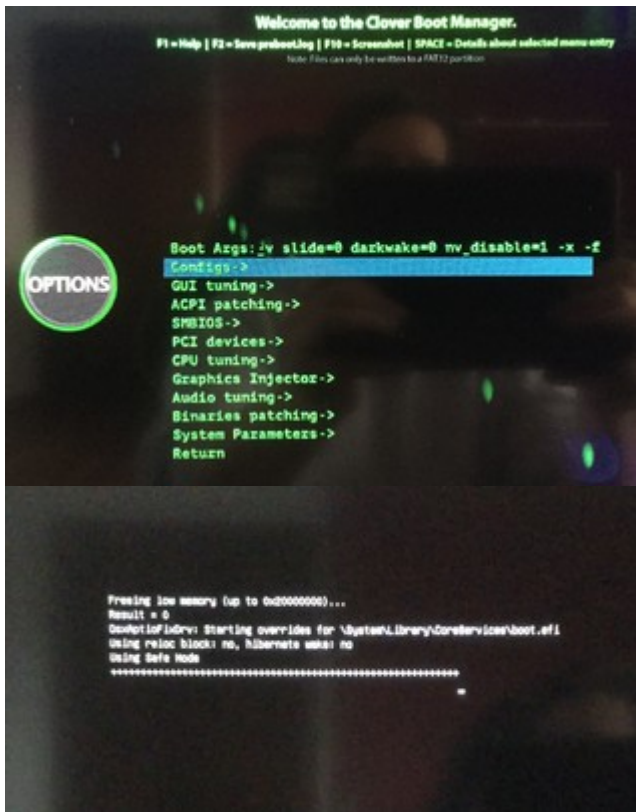 Welcome to the Clover Boot Manager.
F1 = Help | F2 = Save preboot.log | F10 = Screenshot | SPACE = Details about selected menu entry
Note: Files can only be written to a FAT32 partition
OPTIONS
Boot Args:-v slide=0 darkwake=0 nv_disable=1 -x -f
Configs->
GUI tuning->
ACPI patching->
SMBIOS->
PCI devices->
CPU tuning->
Graphics Injector->
Audio tuning->
Binaries patching->
System Parameters->
Return
Freeing low memory (up to 0x20000000)...
Result = 0
OsxAptioFixDrv: Starting overrides for \System\Library\CoreServices\boot.efi
Using reloc block: no, hibernate wake: no
Using Safe Mode